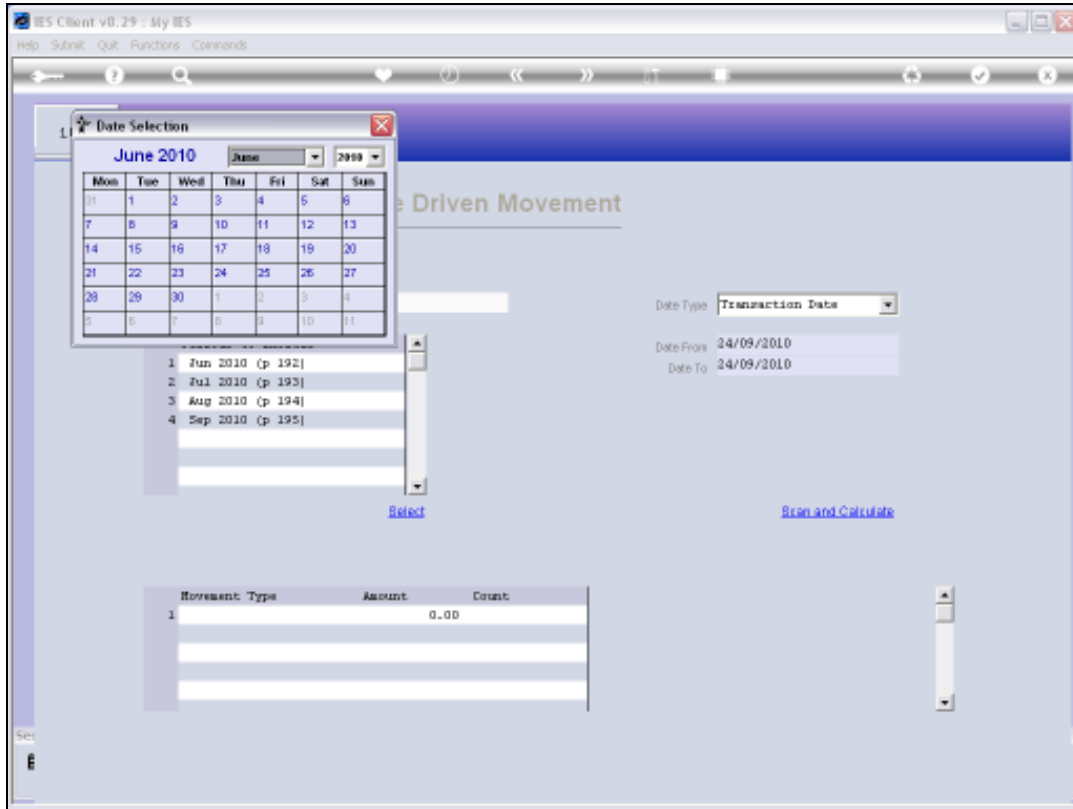 IES Client v8.29 : My IES
Help Submit Quit Functions Commands
Date Selection
June 2010 June 2010
Mon Tue Wed Thu Fri Sat Sun
31 1 2 3 4 5 6
7 8 9 10 11 12 13
14 15 16 17 18 19 20
21 22 23 24 25 26 27
28 29 30 1 2 3 4
5 6 7 8 9 10 11
Driven Movement
Date Type Transaction Date
Date From 24/09/2010
Date To 24/09/2010
1 Jun 2010 (p 192)
2 Jul 2010 (p 193)
3 Aug 2010 (p 194)
4 Sep 2010 (p 195)
Select
Scan and Calculate
Movement Type Amount Count
1 0.00